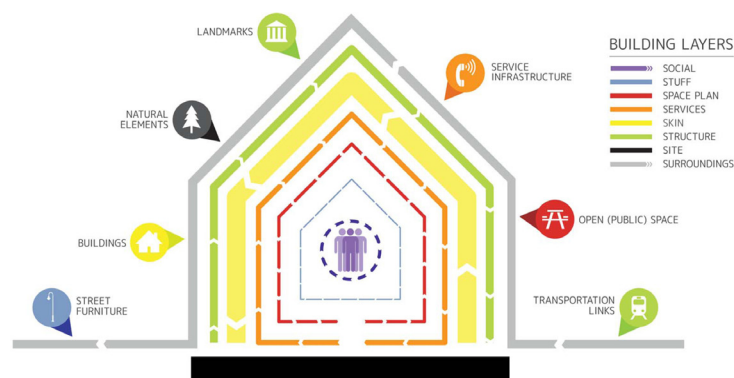 LANDMARKS
SERVICE
INFRASTRUCTURE
NATURAL
ELEMENTS
BUILDINGS
OPEN (PUBLIC) SPACE
STREET
FURNITURE
TRANSPORTATION
LINKS
BUILDING LAYERS
SOCIAL
STUFF
SPACE PLAN
SERVICES
SKIN
STRUCTURE
SITE
SURROUNDINGS